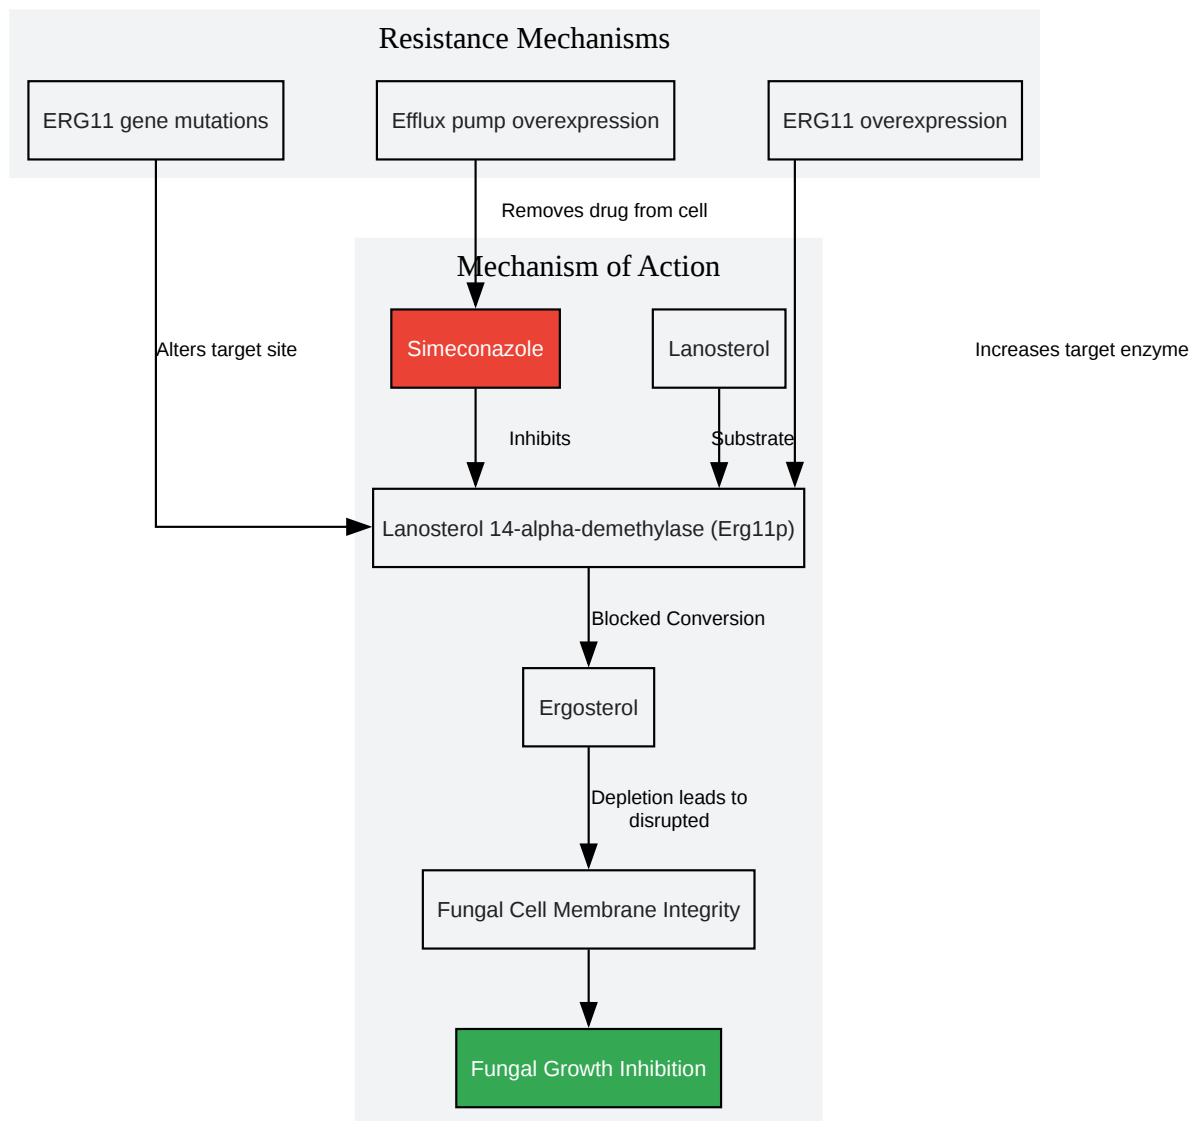 Resistance Mechanisms
ERG11 gene mutations
Efflux pump overexpression
ERG11 overexpression
Removes drug from cell
Mechanism of Action
Simeconazole
Lanosterol
Alters target site
Increases target enzyme
Inhibits
Substrate
Lanosterol 14-alpha-demethylase (Erg11p)
Blocked Conversion
Ergosterol
Depletion leads to
disrupted
Fungal Cell Membrane Integrity
Fungal Growth Inhibition